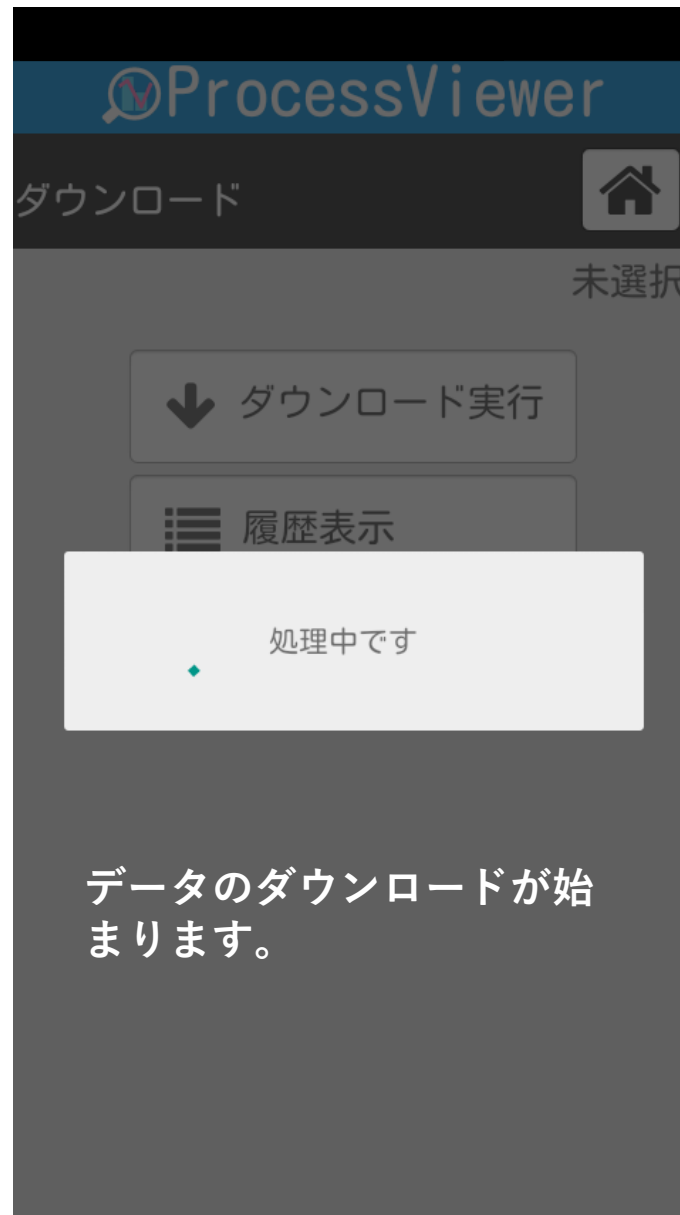 ProcessViewer
ダウンロード
未選択
ダウンロード実行
履歴表示
処理中です
データのダウンロードが始
まります。